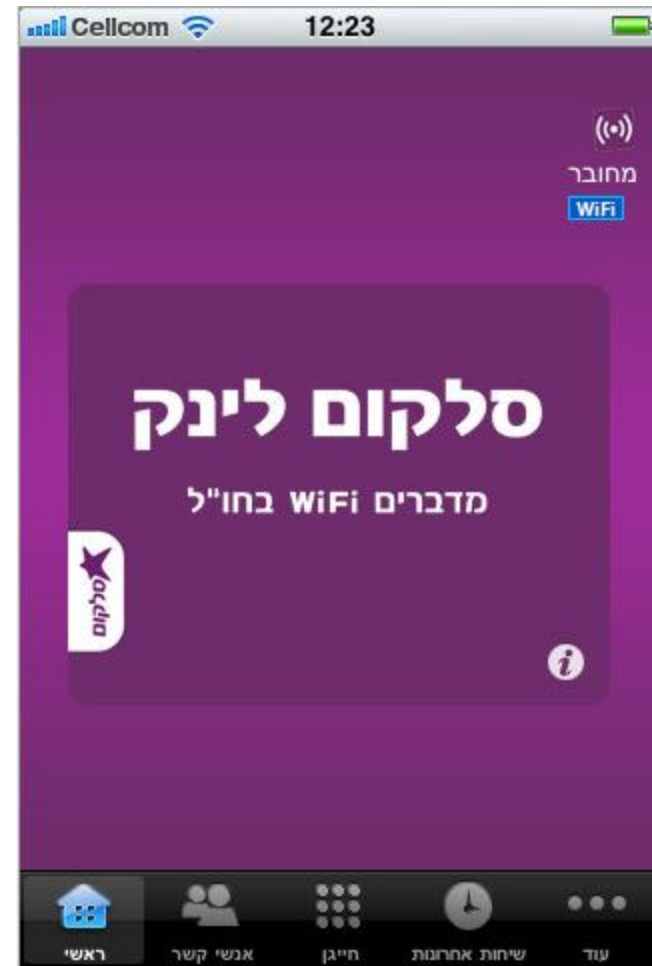 Cellcom 12:23
מחובר
WiFi
סלקום לינק
מדברים WiFi בחו"ל
סלקום
ראשי אנשי קשר חייגן שיחות אחרונות עוד